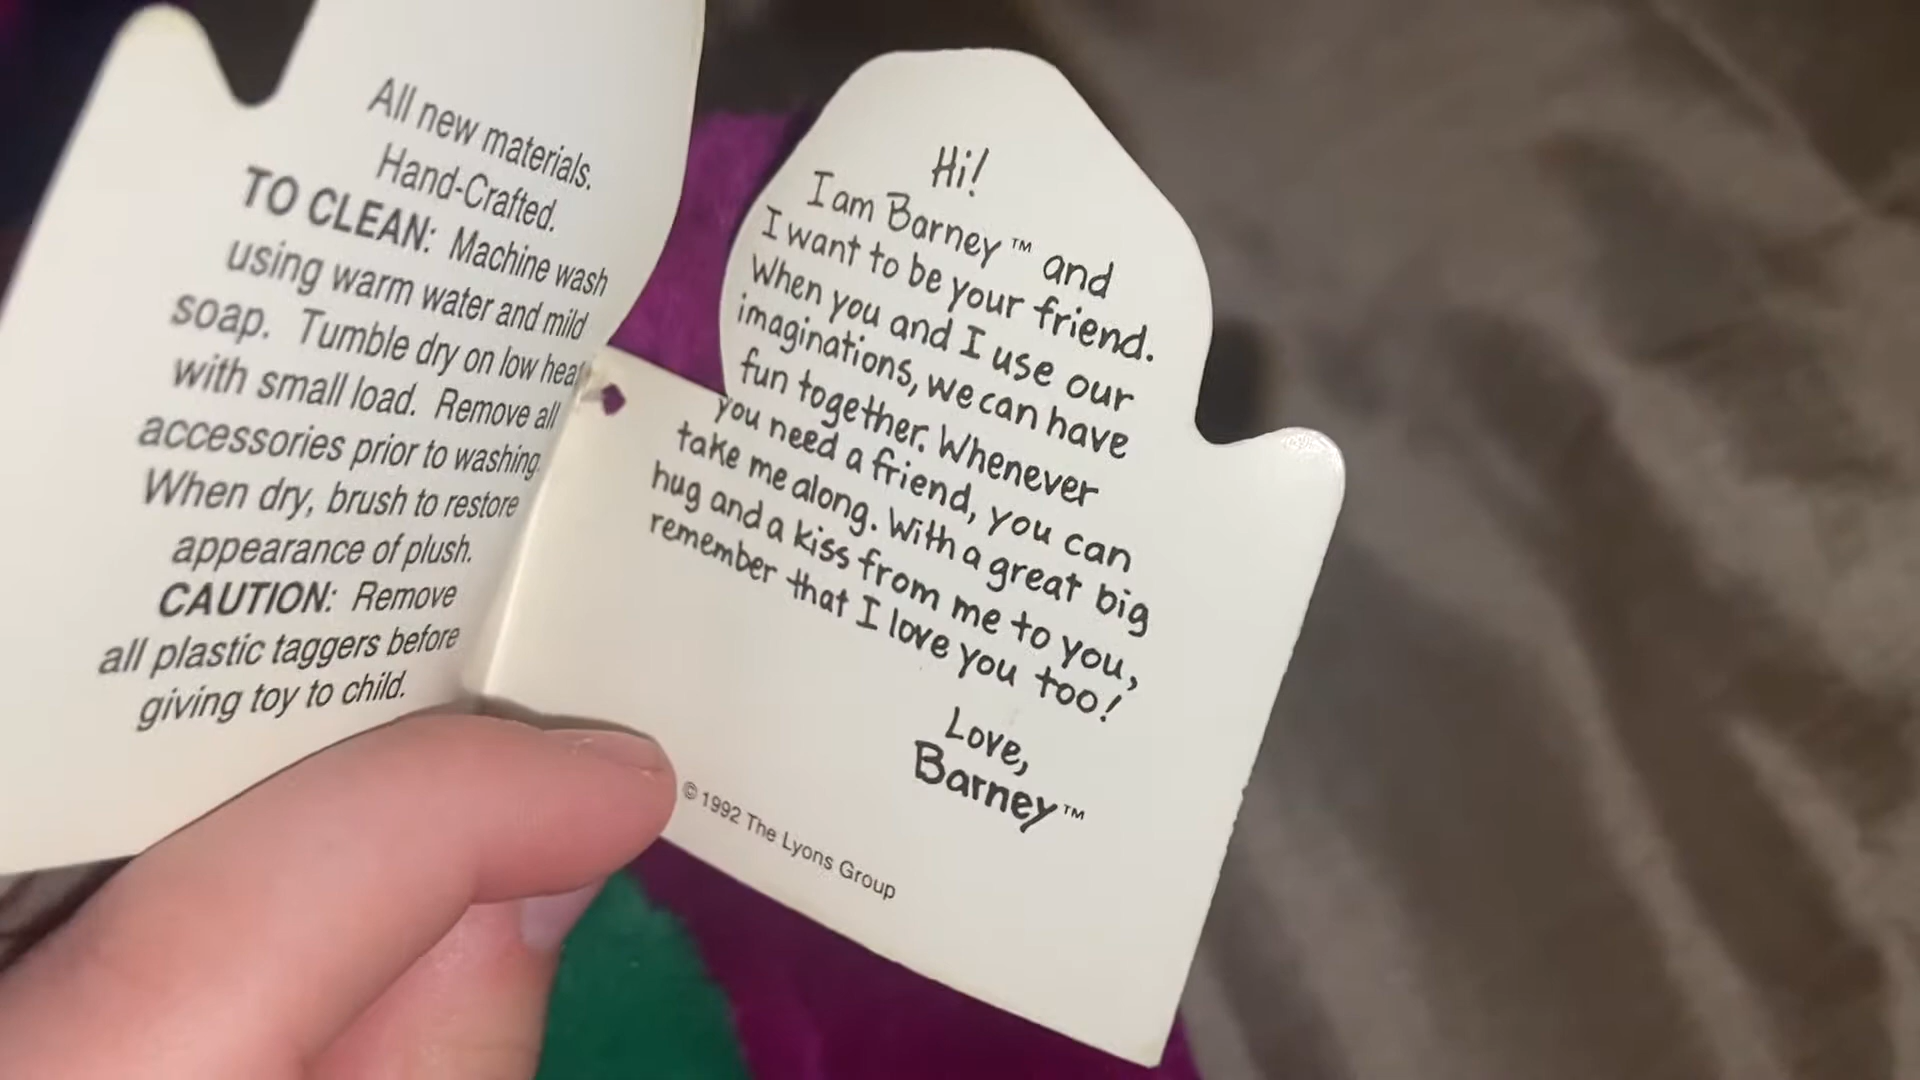 All new materials.
Hand-Crafted.
TO CLEAN: Machine wash
using warm water and mild
soap. Tumble dry on low heat
with small load. Remove all
accessories prior to washing.
When dry, brush to restore
appearance of plush.
CAUTION: Remove
all plastic taggers before
giving toy to child.
Hi!
I am Barney™ and
I want to be your friend.
When you and I use our
imaginations, we can have
fun together. Whenever
you need a friend, you can
take me along. With a great big
hug and a kiss from me to you,
remember that I love you too!
Love,
Barney™
© 1992 The Lyons Group